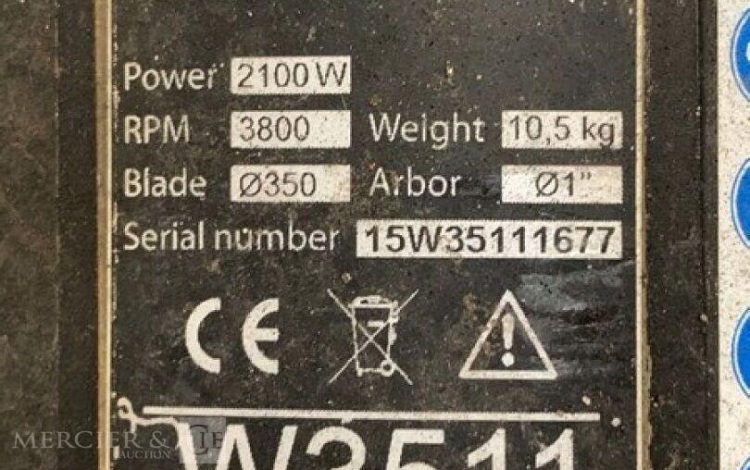 Power 2100 W
RPM 3800 Weight 10,5 kg
Blade Ø350 Arbor Ø1"
Serial number 15W35111677
CE
W3511
MERCIER & CIE
AUCTION